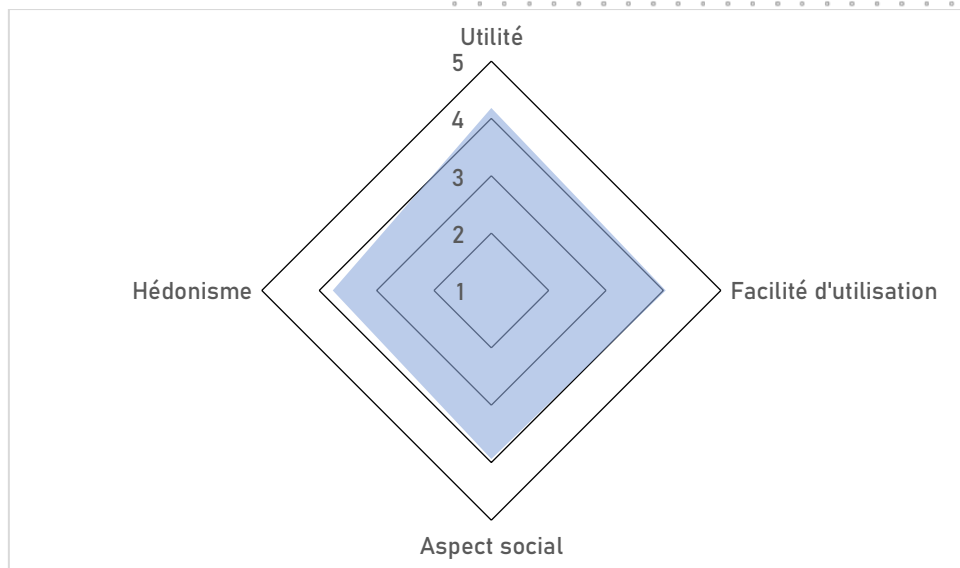 Utilité
5
4
3
2
1
Hédonisme
Facilité d'utilisation
Aspect social